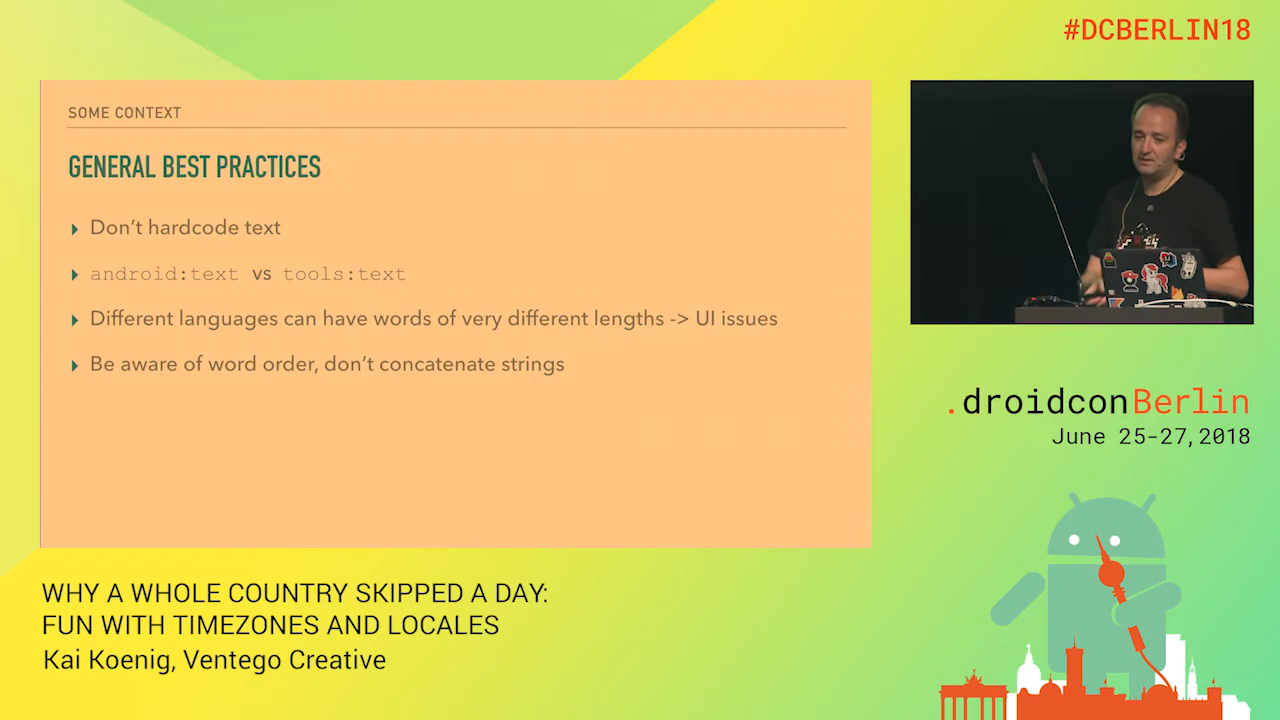 #DCBERLIN18
SOME CONTEXT
GENERAL BEST PRACTICES
Don’t hardcode text
android:text vs tools:text
Different languages can have words of very different lengths -> UI issues
Be aware of word order, don’t concatenate strings
.droidconBerlin
June 25-27,2018
WHY A WHOLE COUNTRY SKIPPED A DAY:
FUN WITH TIMEZONES AND LOCALES
Kai Koenig, Ventego Creative